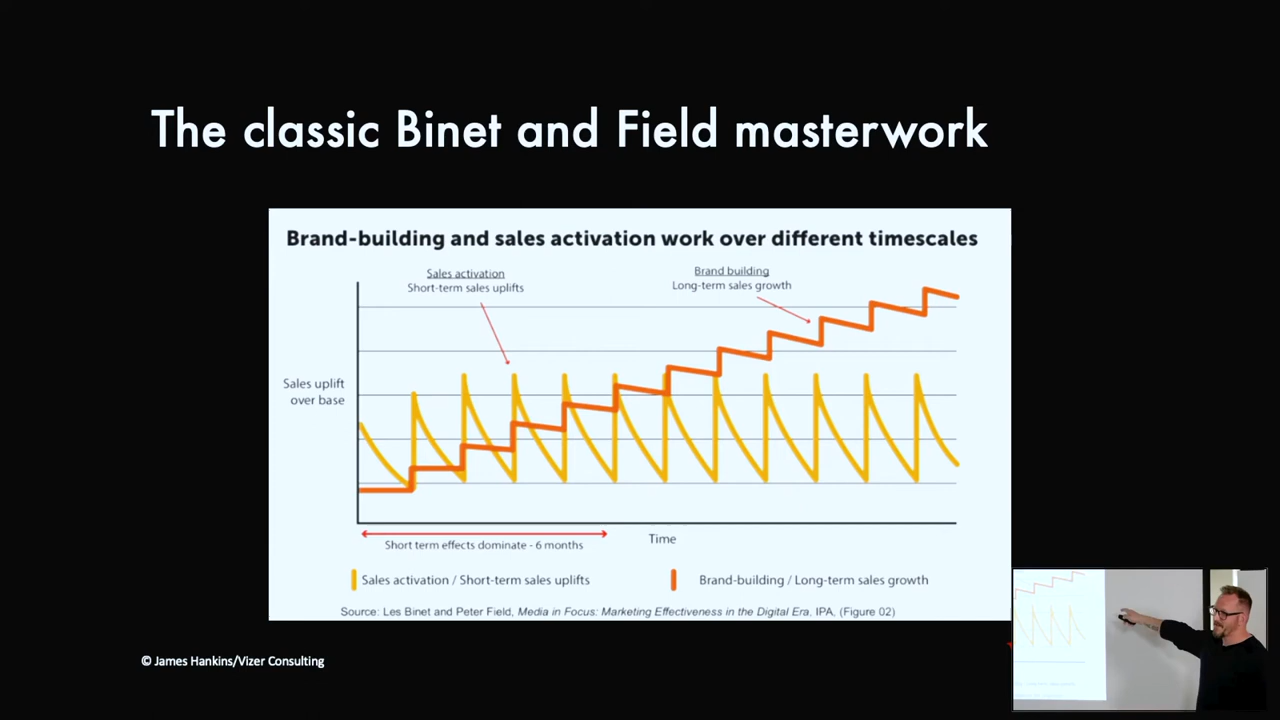 The classic Binet and Field masterwork
Brand-building and sales activation work over different timescales
Sales activation
Short-term sales uplifts
Brand building
Long-term sales growth
Sales uplift
over base
Time
Short term effects dominate - 6 months
Sales activation / Short-term sales uplifts
Brand-building / Long-term sales growth
Source: Les Binet and Peter Field, Media in Focus: Marketing Effectiveness in the Digital Era, IPA, (Figure 02)
© James Hankins/Vizer Consulting